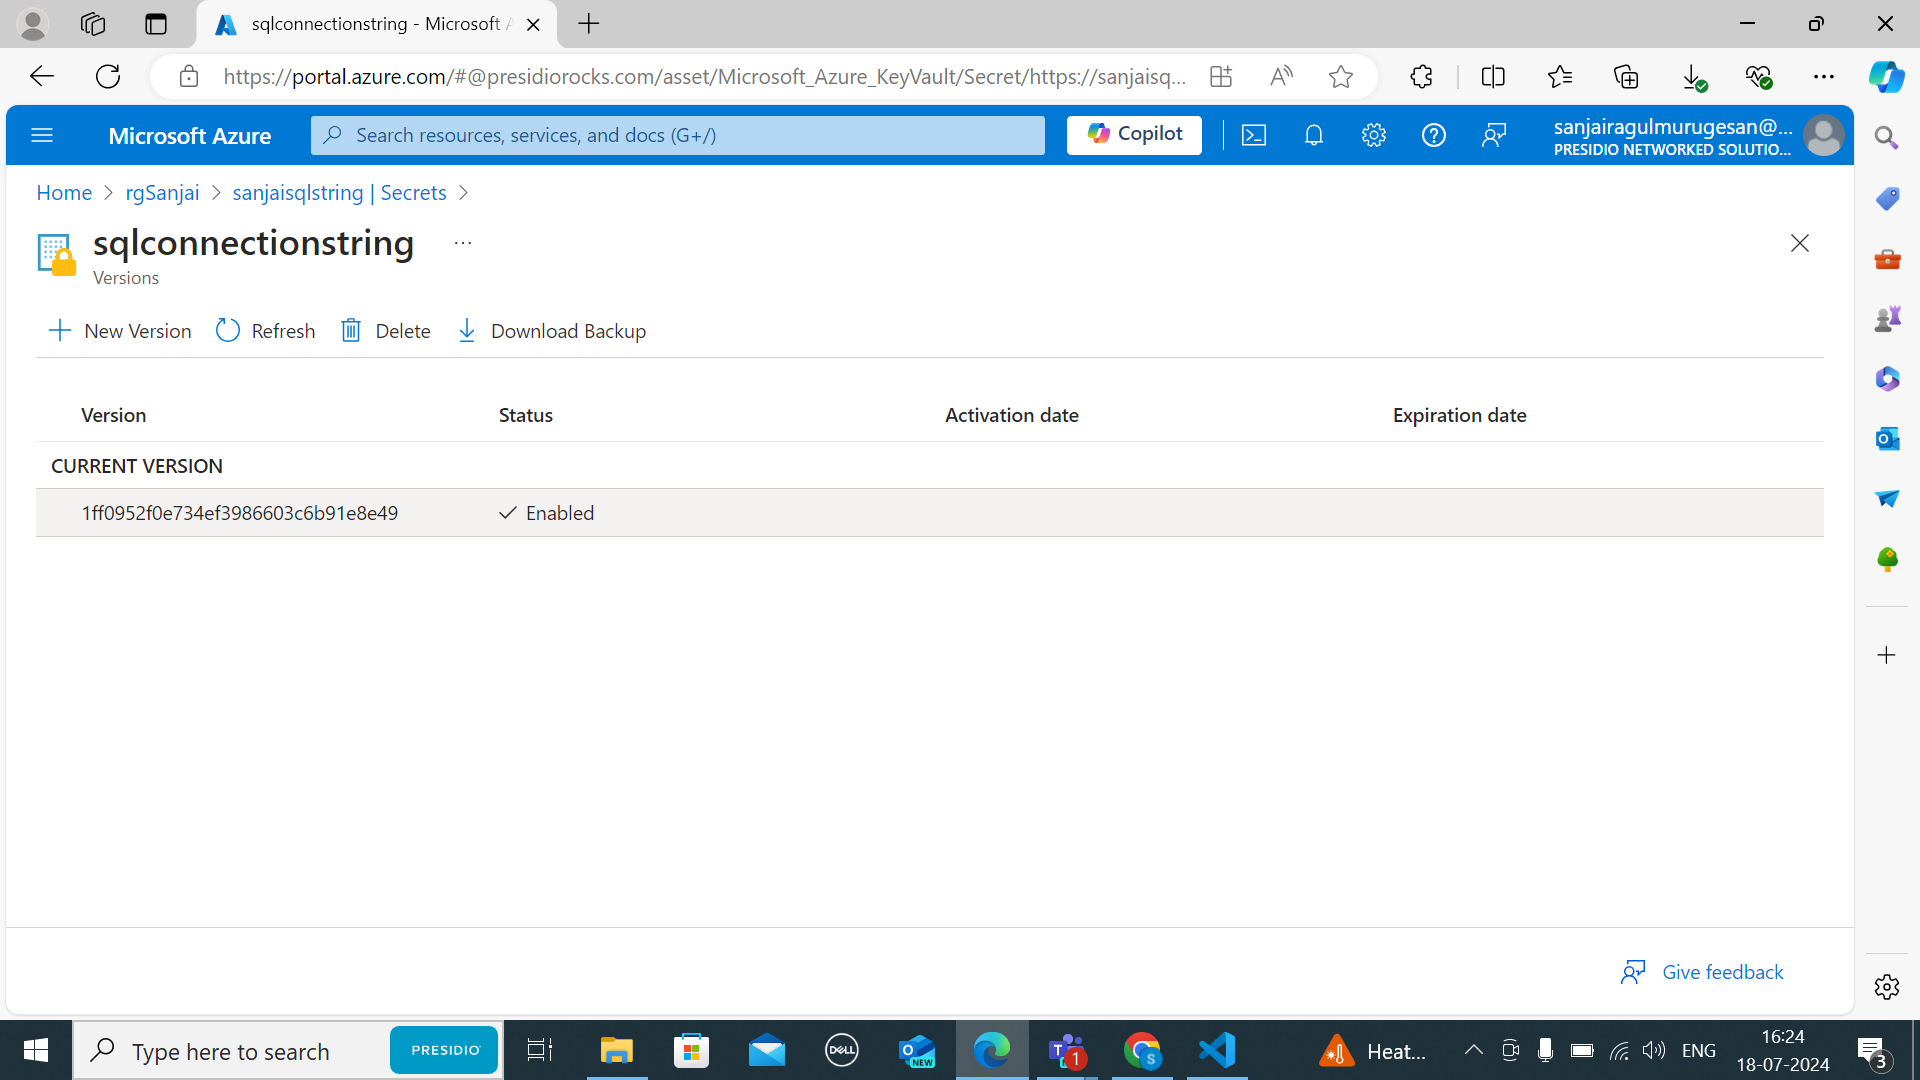 sqlconnectionstring - Microsoft A
https://portal.azure.com/#@presidiorocks.com/asset/Microsoft_Azure_KeyVault/Secret/https://sanjaisq...
Microsoft Azure
Search resources, services, and docs (G+/)
Copilot
sanjairagulmurugesan@...
PRESIDIO NETWORKED SOLUTIO...
Home
rgSanjai
sanjaisqlstring | Secrets
sqlconnectionstring
...
Versions
New Version
Refresh
Delete
Download Backup
Version Status Activation date Expiration date
CURRENT VERSION
1ff0952f0e734ef3986603c6b91e8e49 Enabled
Give feedback
Type here to search
PRESIDIO
DELL
NEW
T
1
S
Heat...
ENG
16:24
18-07-2024
3